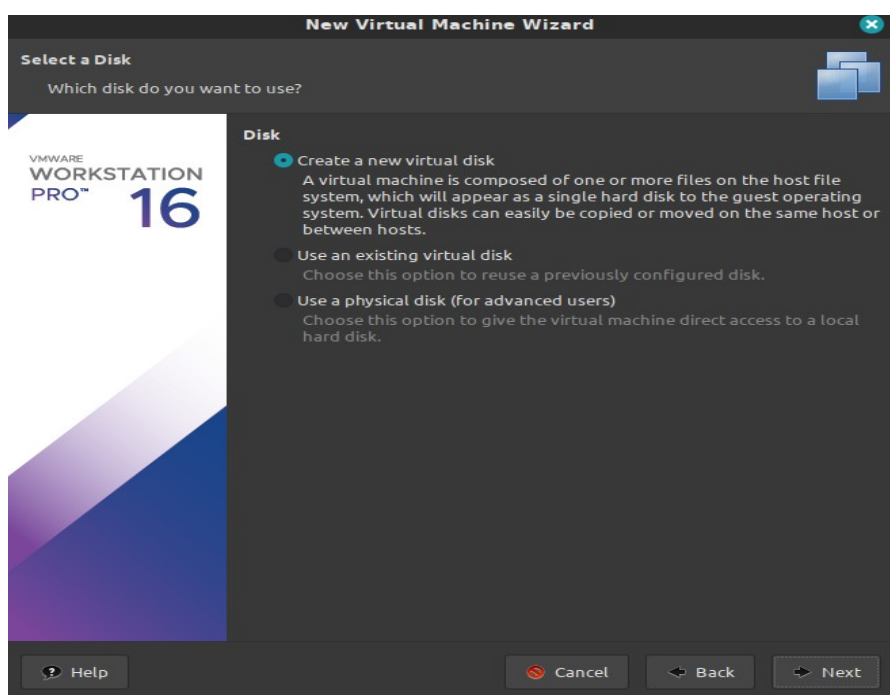 New Virtual Machine Wizard
Select a Disk
Which disk do you want to use?
VMWARE
WORKSTATION
PRO™ 16
Disk
Create a new virtual disk
A virtual machine is composed of one or more files on the host file
system, which will appear as a single hard disk to the guest operating
system. Virtual disks can easily be copied or moved on the same host or
between hosts.
Use an existing virtual disk
Choose this option to reuse a previously configured disk.
Use a physical disk (for advanced users)
Choose this option to give the virtual machine direct access to a local
hard disk.
Help
Cancel
Back
Next